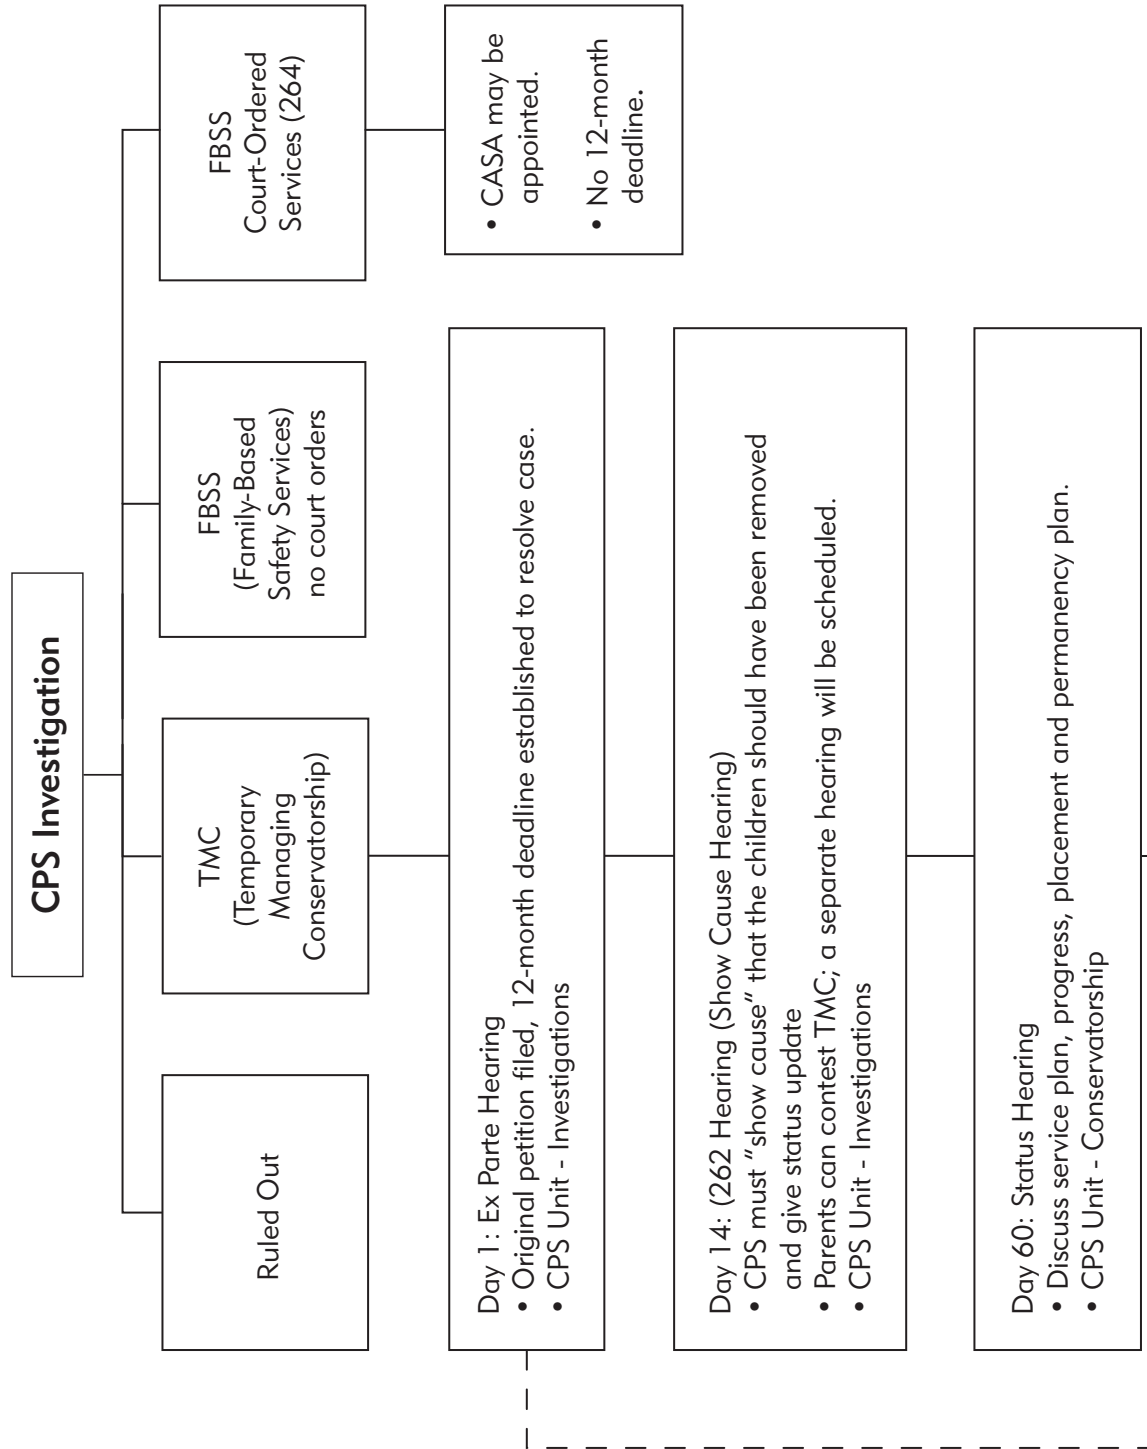 CPS Investigation
Ruled Out
TMC
(Temporary
Managing
Conservatorship)
FBSS
(Family-Based
Safety Services)
no court orders
FBSS
Court-Ordered
Services (264)
• CASA may be
appointed.
• No 12-month
deadline.
Day 1: Ex Parte Hearing
• Original petition filed, 12-month deadline established to resolve case.
• CPS Unit - Investigations
Day 14: (262 Hearing (Show Cause Hearing)
• CPS must “show cause” that the children should have been removed
and give status update
• Parents can contest TMC; a separate hearing will be scheduled.
• CPS Unit - Investigations
Day 60: Status Hearing
• Discuss service plan, progress, placement and permanency plan.
• CPS Unit - Conservatorship